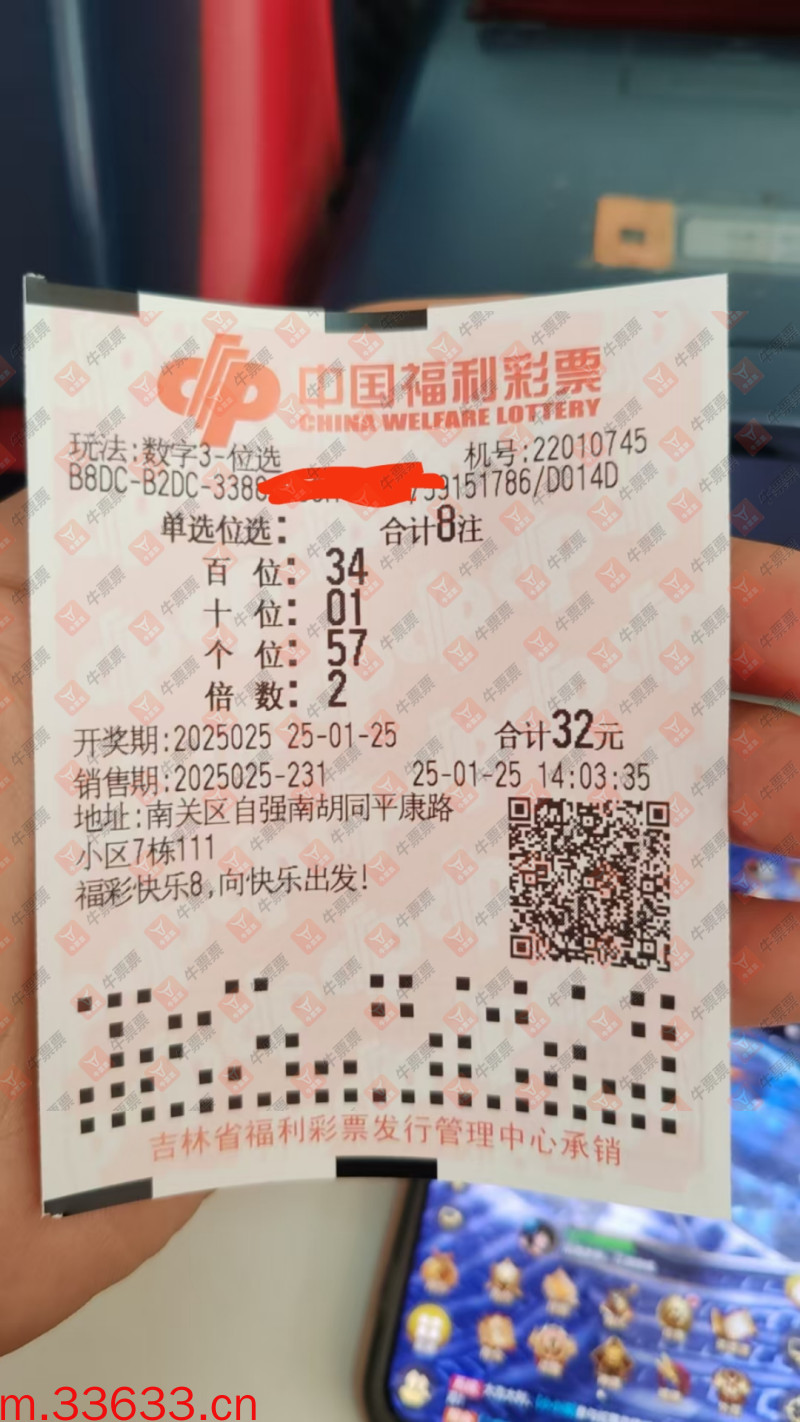 中国福利彩票
CHINA WELFARE LOTTERY
玩法:数字3-位选 机号:22010745
B8DC-B2DC-338 59151786/D014D
单选位选: 合计8注
百 位: 34
十 位: 01
个 位: 57
倍 数: 2
开奖期:2025025 25-01-25 合计32元
销售期:2025025-231 25-01-25 14:03:35
地址:南关区自强南胡同平康路
小区7栋111
福彩快乐8,向快乐出发!
吉林省福利彩票发行管理中心承销
牛票票
m.33633.cn